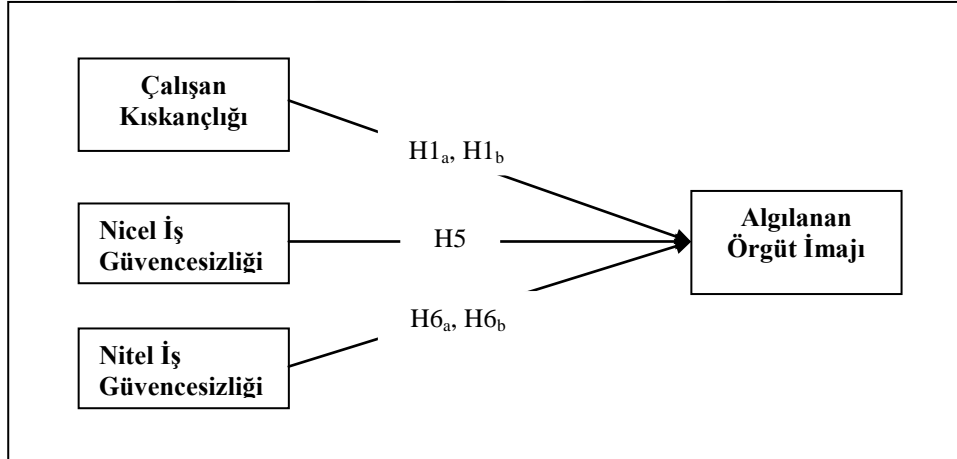 Çalışan
Kıskançlığı
H1a, H1b
Nicel İş
Güvencesizliği
H5
Algılanan
Örgüt İmajı
H6a, H6b
Nitel İş
Güvencesizliği